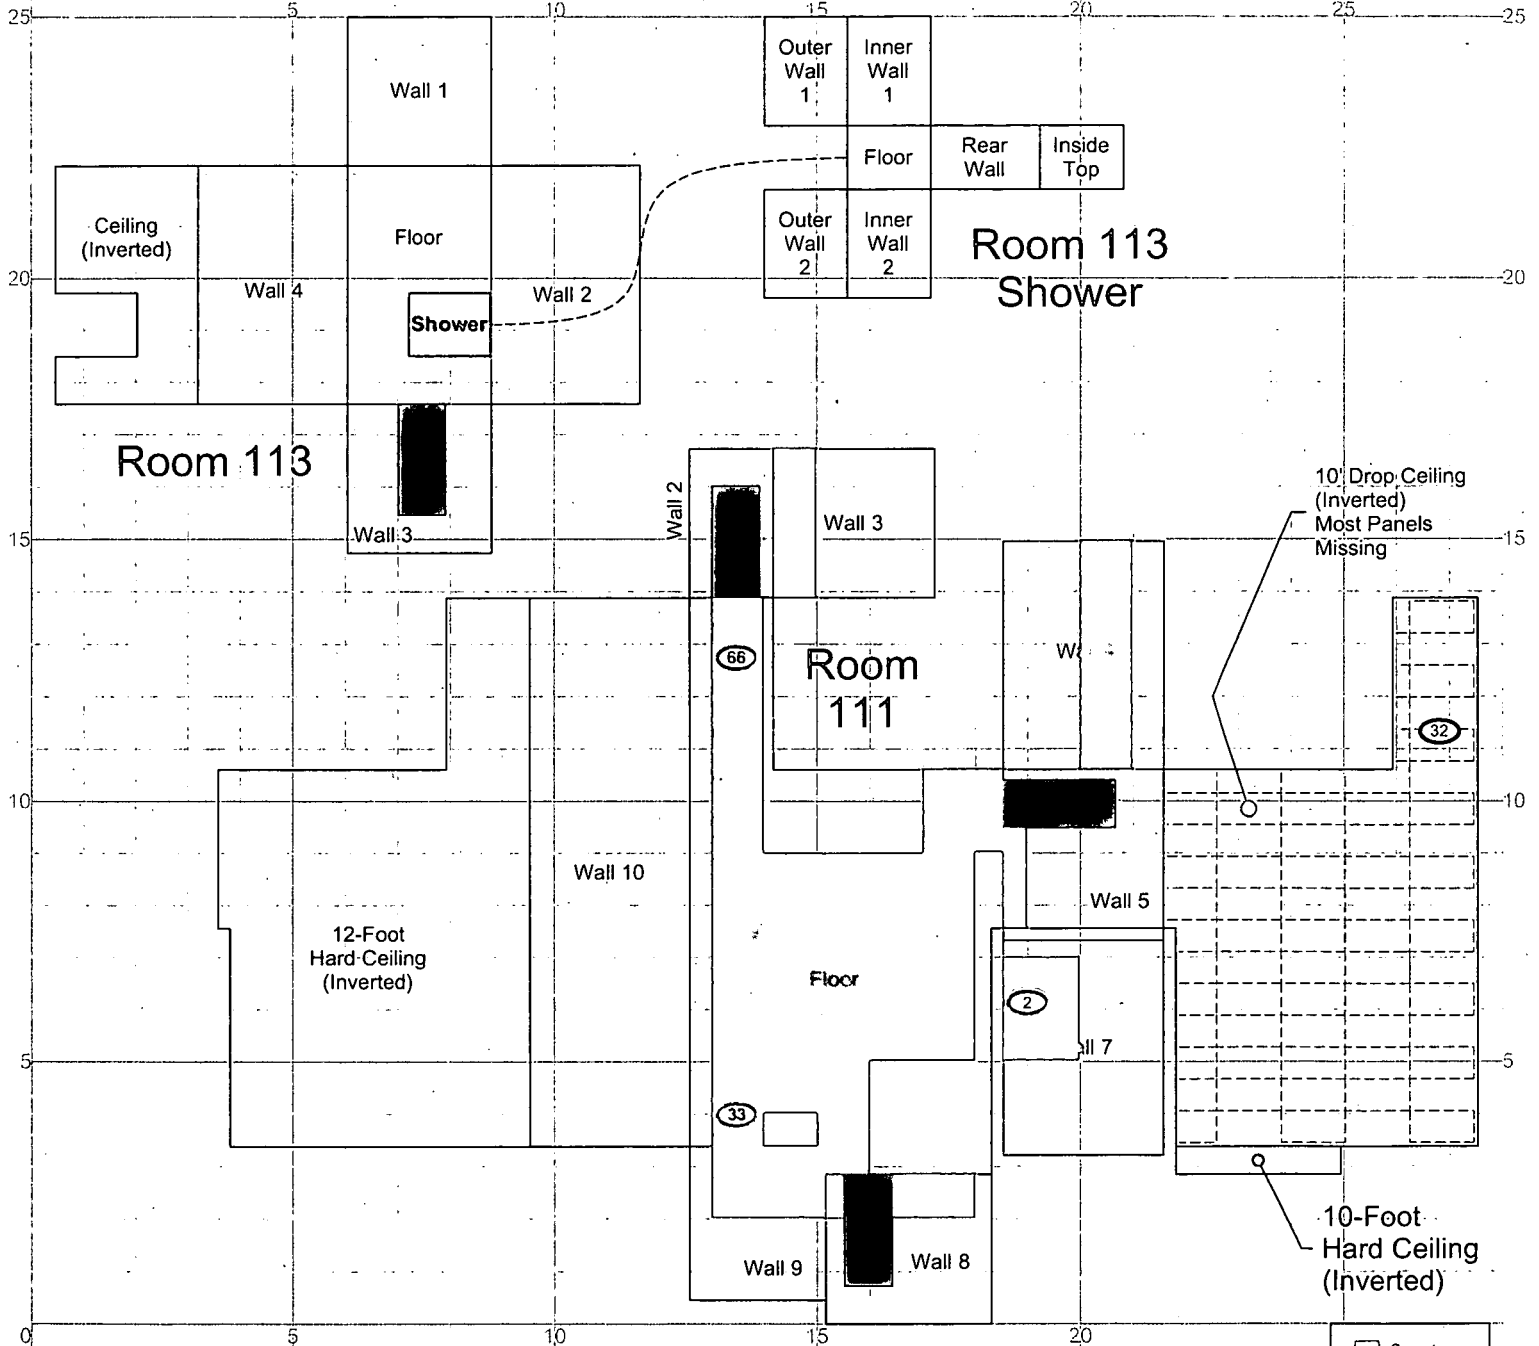 5 10 15 20 25
25 25
Wall 1
Outer
Wall
1
Inner
Wall
1
Floor
Rear
Wall
Inside
Top
Ceiling
(Inverted)
Floor
Outer
Wall
2
Inner
Wall
2
Room 113
Shower
20 20
Wall 4
Wall 2
Shower
Room 113
Wall 3
Wall 2
Wall 3
10' Drop Ceiling
(Inverted)
Most Panels
Missing
15 15
66
Room
111
32
10 10
Wall 10
Wall 5
12-Foot
Hard Ceiling
(Inverted)
Floor
2
5 5
33
Wall 9
Wall 8
10-Foot
Hard Ceiling
(Inverted)
0 5 10 15 20